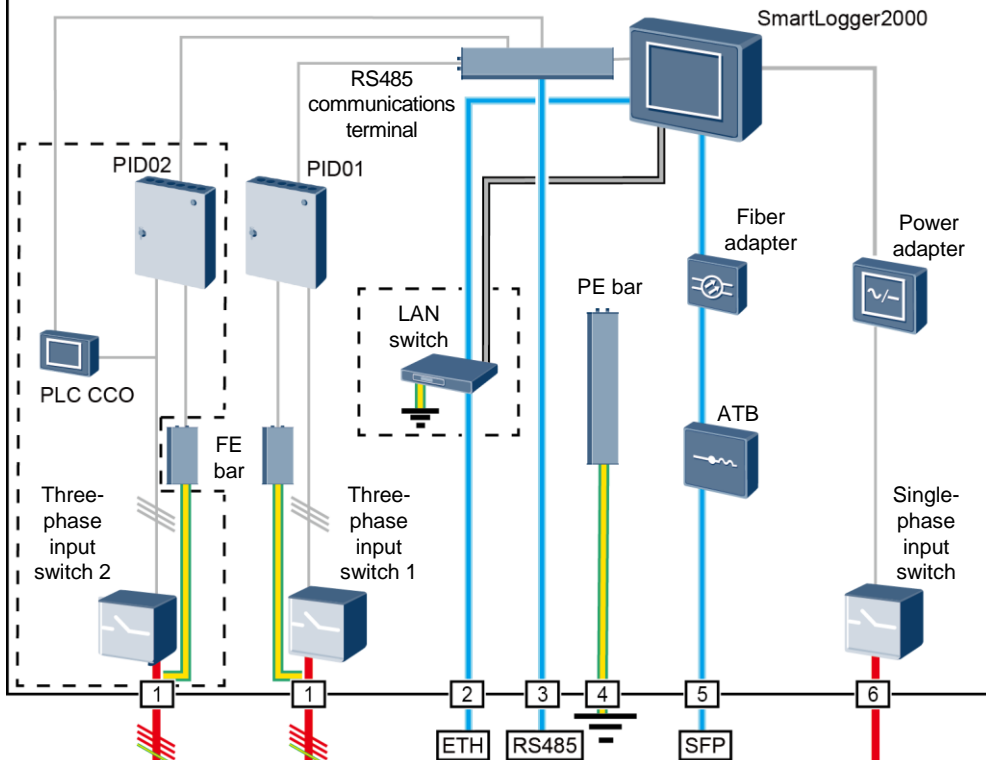 SmartLogger2000
RS485
communications
terminal
PID02
PID01
Fiber
adapter
Power
adapter
PE bar
LAN
switch
PLC CCO
ATB
FE
bar
Three-
phase
input
switch 2
Three-
phase
input
switch 1
Single-
phase
input
switch
1
1
2
3
4
5
6
ETH
RS485
SFP